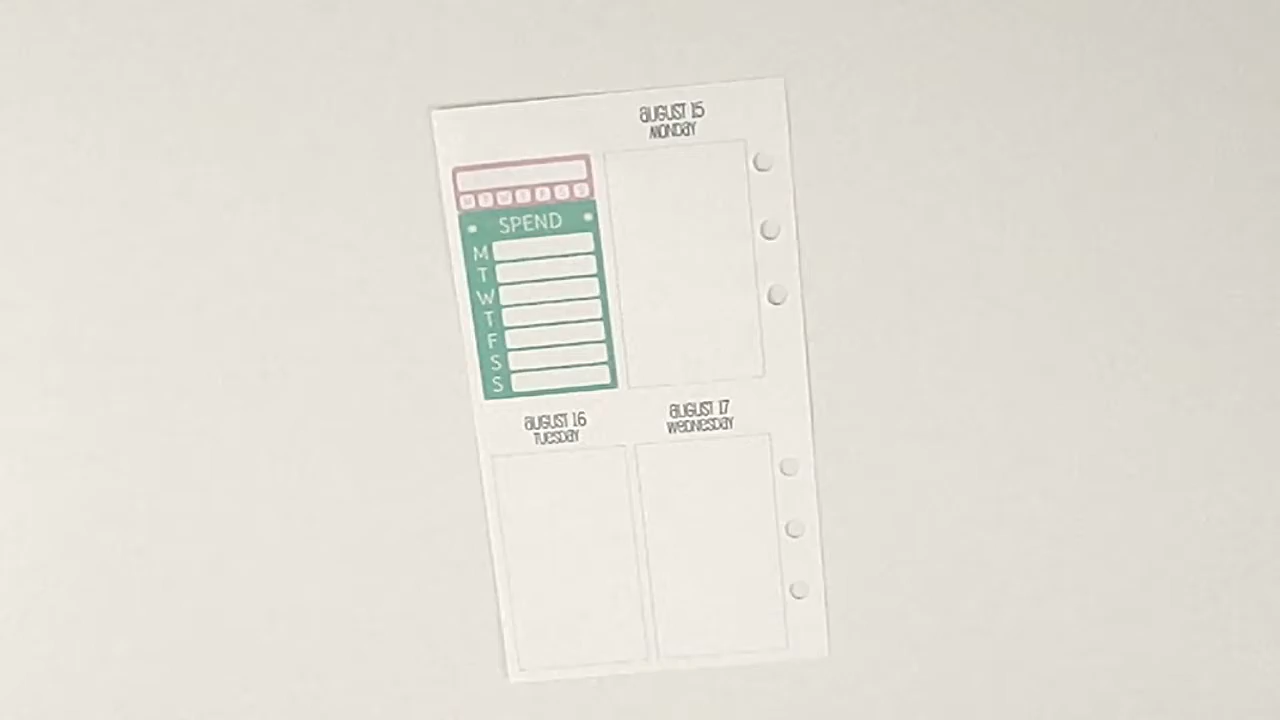 AUGUST 15
MONDAY
M T W T F S S
SPEND
M
T
W
T
F
S
S
AUGUST 16
TUESDAY
AUGUST 17
WEDNESDAY